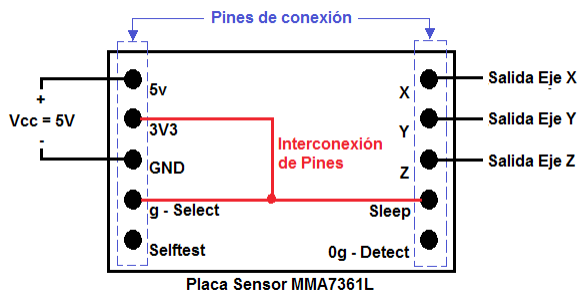 Pines de conexión
5v
X
Salida Eje X
+
Vcc = 5V
-
3V3
Y
Salida Eje Y
Interconexión
de Pines
GND
Z
Salida Eje Z
g - Select
Sleep
Selftest
0g - Detect
Placa Sensor MMA7361L